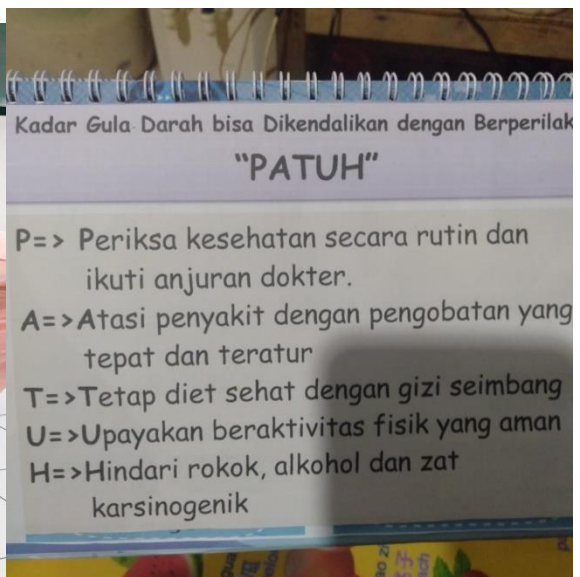 Kadar Gula Darah bisa Dikendalikan dengan Berperilak
"PATUH"
P=> Periksa kesehatan secara rutin dan
ikuti anjuran dokter.
A=>Atasi penyakit dengan pengobatan yang
tepat dan teratur
T=>Tetap diet sehat dengan gizi seimbang
U=>Upayakan beraktivitas fisik yang aman
H=>Hindari rokok, alkohol dan zat
karsinogenik